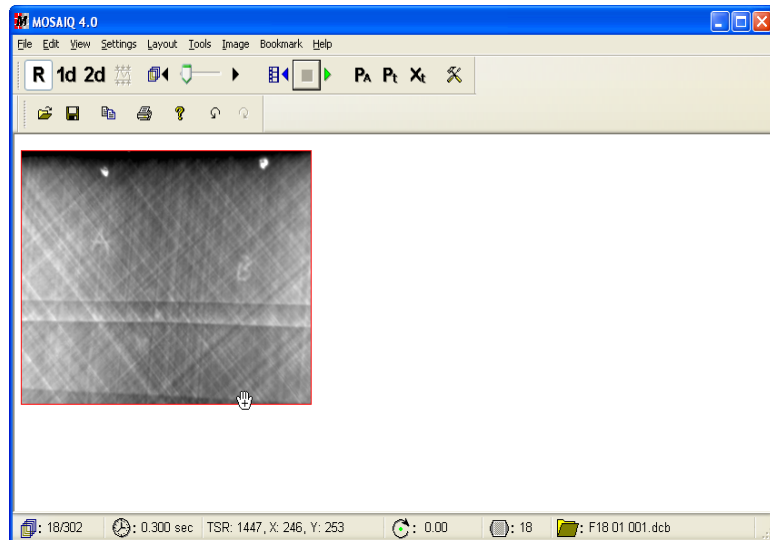 MOSAIQ 4.0
File Edit View Settings Layout Tools Image Bookmark Help
R 1d 2d PA Pt Xt
A
B
: 18/302 : 0.300 sec TSR: 1447, X: 246, Y: 253 : 0.00 : 18 : F18 01 001.dcb